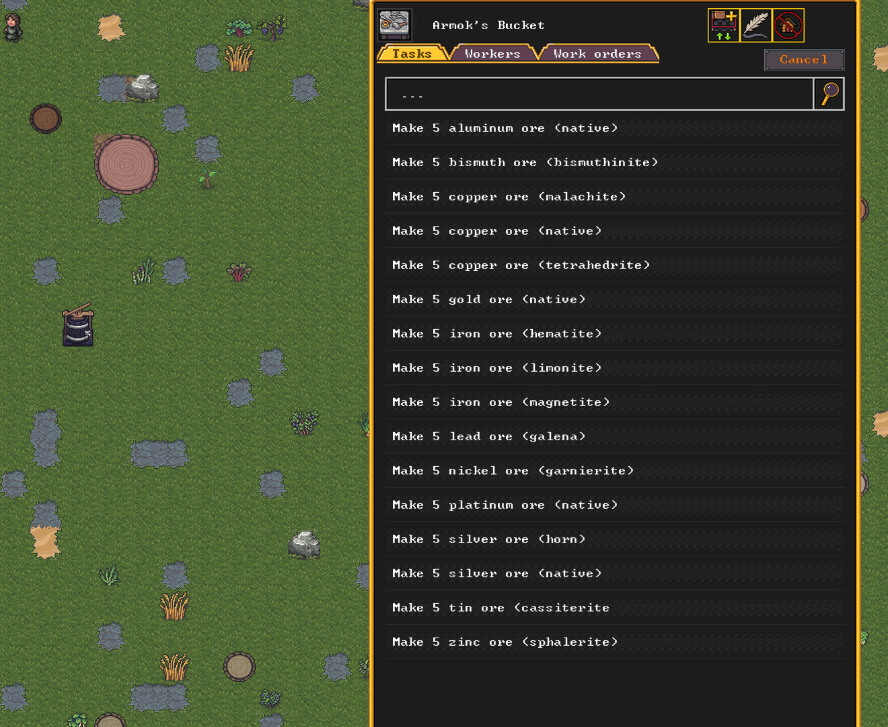 Armok's Bucket
Tasks Workers Work orders
Cancel
...
Make 5 aluminum ore (native)
Make 5 bismuth ore (bismuthinite)
Make 5 copper ore (malachite)
Make 5 copper ore (native)
Make 5 copper ore (tetrahedrite)
Make 5 gold ore (native)
Make 5 iron ore (hematite)
Make 5 iron ore (limonite)
Make 5 iron ore (magnetite)
Make 5 lead ore (galena)
Make 5 nickel ore (garnierite)
Make 5 platinum ore (native)
Make 5 silver ore (horn)
Make 5 silver ore (native)
Make 5 tin ore (cassiterite
Make 5 zinc ore (sphalerite)